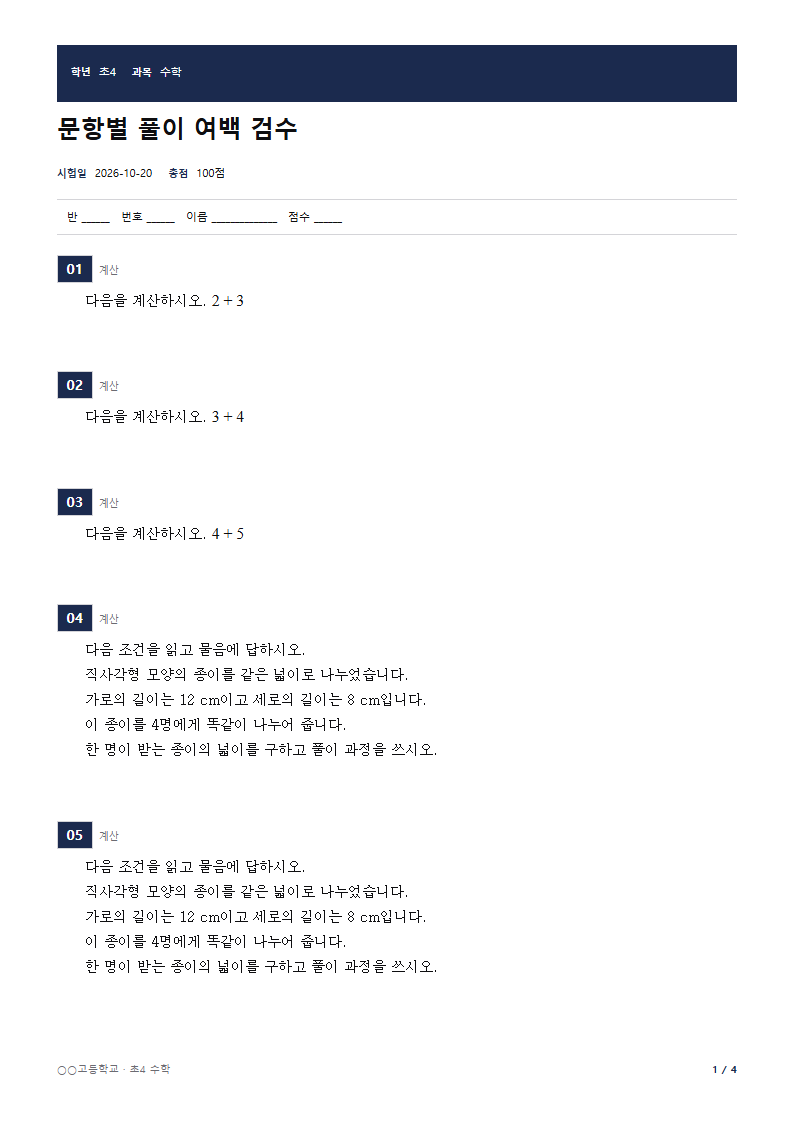 학년 초4 과목 수학
문항별 풀이 여백 검수
시험일 2026-10-20 총점 100점
반 _____ 번호 _____ 이름 ____________ 점수 _____
01 계산
다음을 계산하시오. 2 + 3
02 계산
다음을 계산하시오. 3 + 4
03 계산
다음을 계산하시오. 4 + 5
04 계산
다음 조건을 읽고 물음에 답하시오.
직사각형 모양의 종이를 같은 넓이로 나누었습니다.
가로의 길이는 12 cm이고 세로의 길이는 8 cm입니다.
이 종이를 4명에게 똑같이 나누어 줍니다.
한 명이 받는 종이의 넓이를 구하고 풀이 과정을 쓰시오.
05 계산
다음 조건을 읽고 물음에 답하시오.
직사각형 모양의 종이를 같은 넓이로 나누었습니다.
가로의 길이는 12 cm이고 세로의 길이는 8 cm입니다.
이 종이를 4명에게 똑같이 나누어 줍니다.
한 명이 받는 종이의 넓이를 구하고 풀이 과정을 쓰시오.
○○고등학교 · 초4 수학
1 / 4